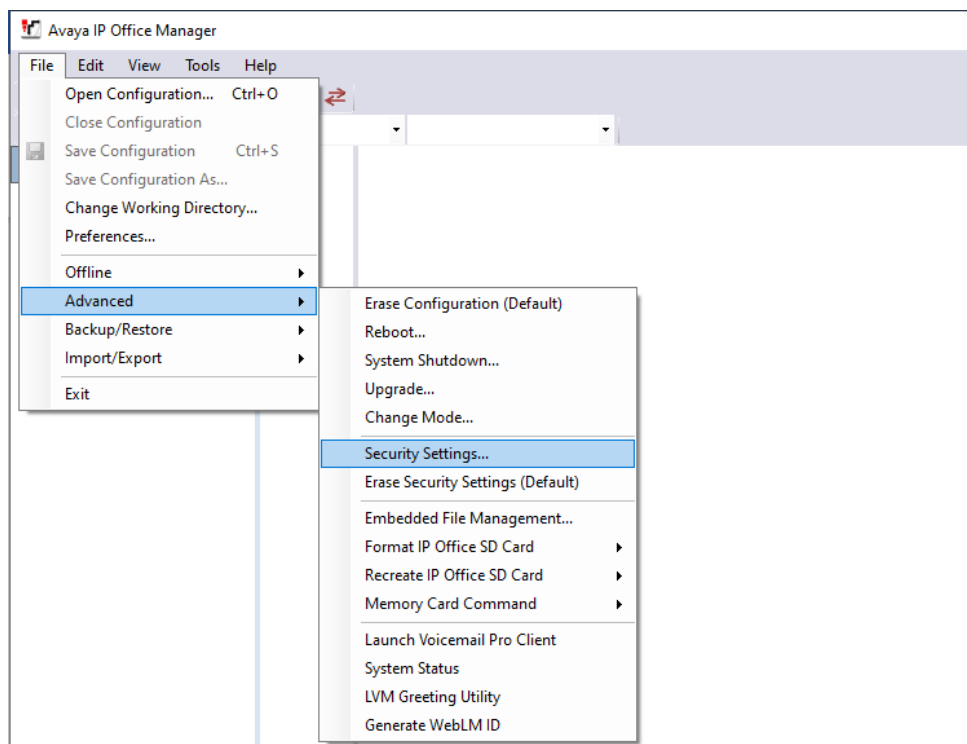 Avaya IP Office Manager
File Edit View Tools Help
Open Configuration... Ctrl+O
Close Configuration
Save Configuration Ctrl+S
Save Configuration As...
Change Working Directory...
Preferences...
Offline
Advanced
Backup/Restore
Import/Export
Exit
Erase Configuration (Default)
Reboot...
System Shutdown...
Upgrade...
Change Mode...
Security Settings...
Erase Security Settings (Default)
Embedded File Management...
Format IP Office SD Card
Recreate IP Office SD Card
Memory Card Command
Launch Voicemail Pro Client
System Status
LVM Greeting Utility
Generate WebLM ID